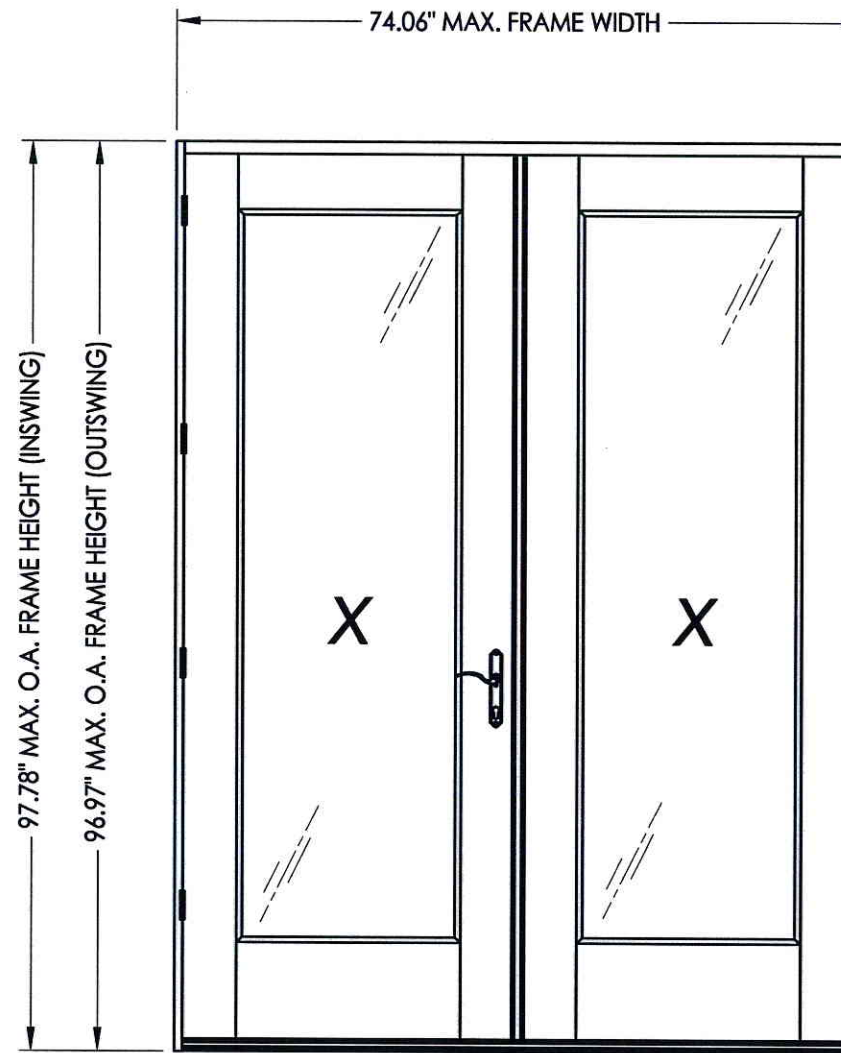 74.06" MAX. FRAME WIDTH
97.78" MAX. O.A. FRAME HEIGHT (INSWING)
96.97" MAX. O.A. FRAME HEIGHT (OUTSWING)
X
X